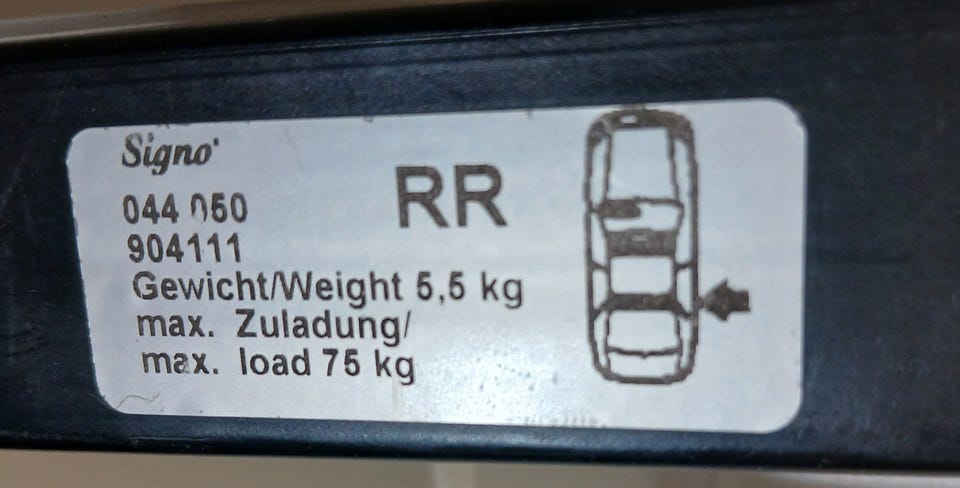 Signo
RR
044 050
904111
Gewicht/Weight 5,5 kg
max. Zuladung/
max. load 75 kg